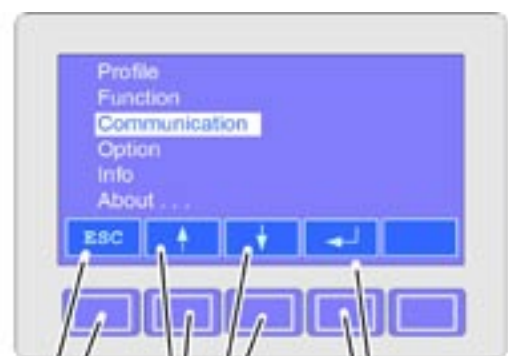 Profile
Function
Communication
Option
Info
About . . .
ESC